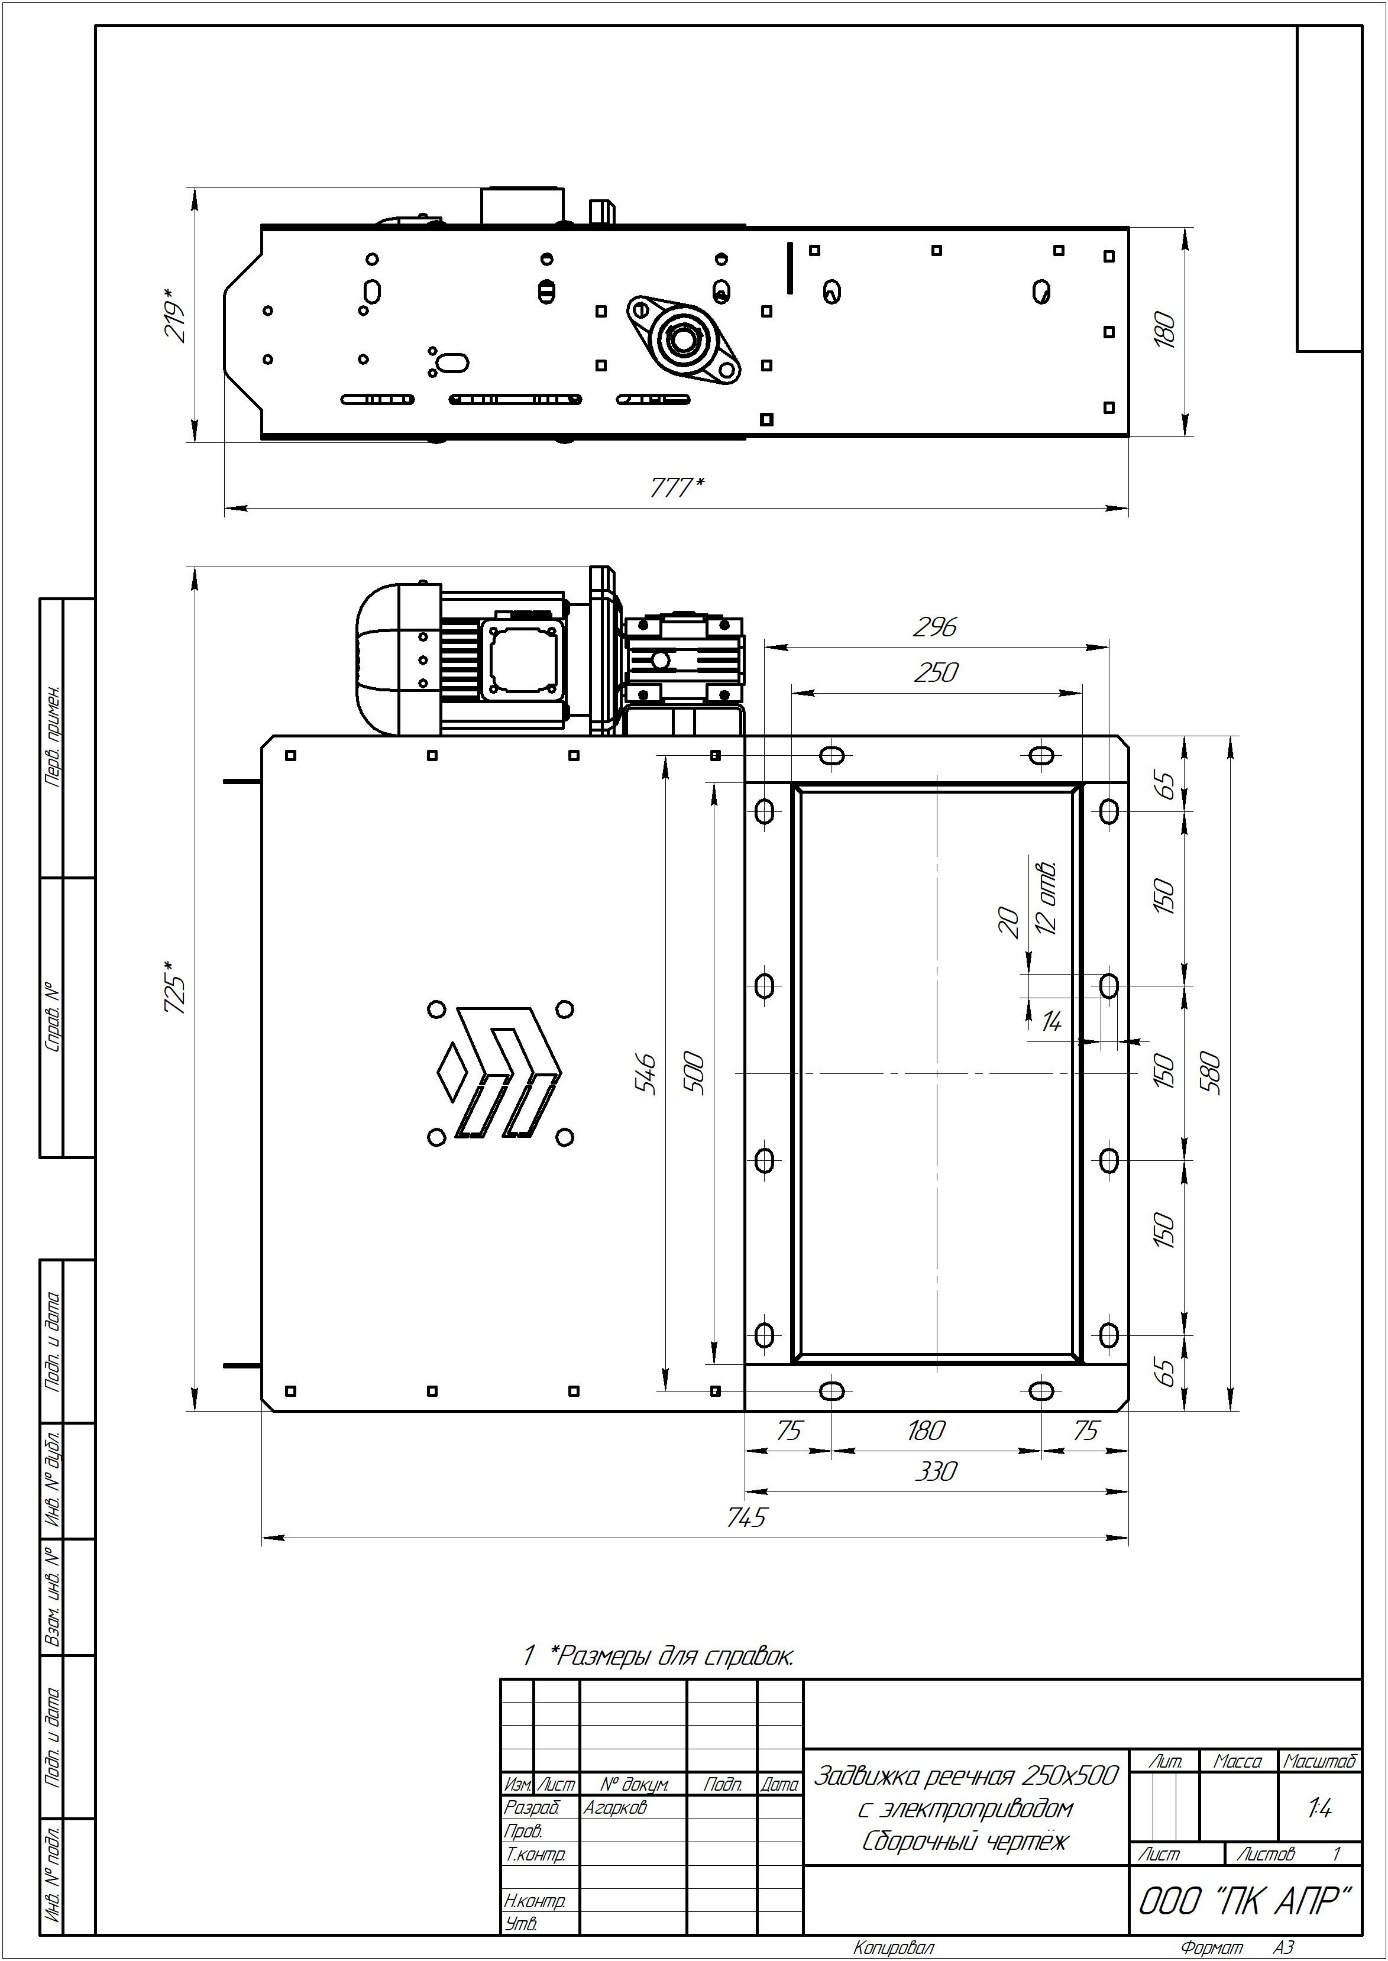 219*
180
777*
296
250
65
150
20
12 отв.
14
725*
546
500
150
580
150
65
75
180
75
330
745
1 *Размеры для справок.
Перв. примен.
Справ. №
Подп. и дата
Инв. № дубл.
Взам. инв. №
Подп. и дата
Инв. № подл.
Изм. Лист № докум. Подп. Дата
Разраб. Агарков
Пров.
Т.контр.
Н.контр.
Утв.
Задвижка реечная 250х500
с электроприводом
Сборочный чертёж
Лит. Масса Масштаб
1:4
Лист Листов 1
ООО "ПК АПР"
Копировал Формат А3